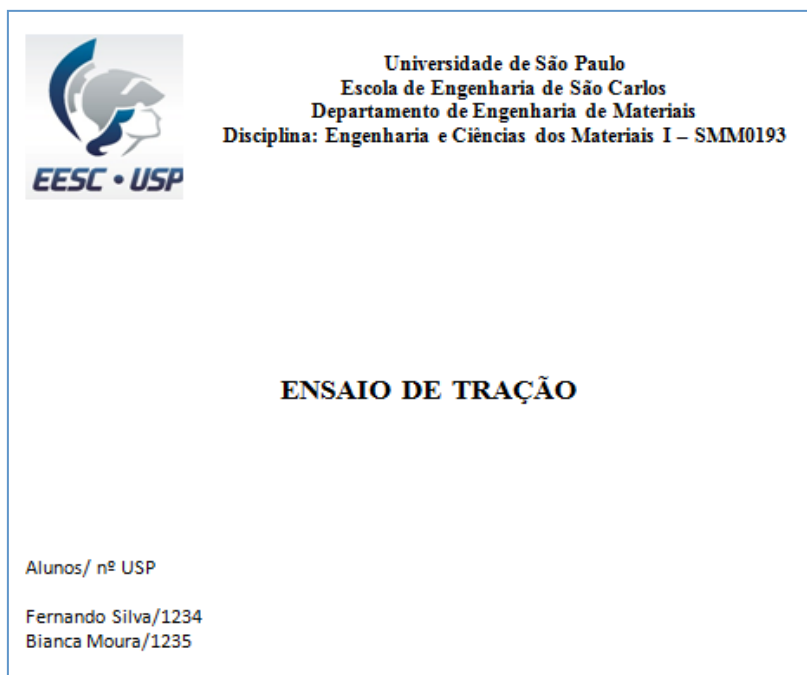 Universidade de São Paulo
Escola de Engenharia de São Carlos
Departamento de Engenharia de Materiais
Disciplina: Engenharia e Ciências dos Materiais I – SMM0193
EESC • USP
ENSAIO DE TRAÇÃO
Alunos/ nº USP
Fernando Silva/1234
Bianca Moura/1235